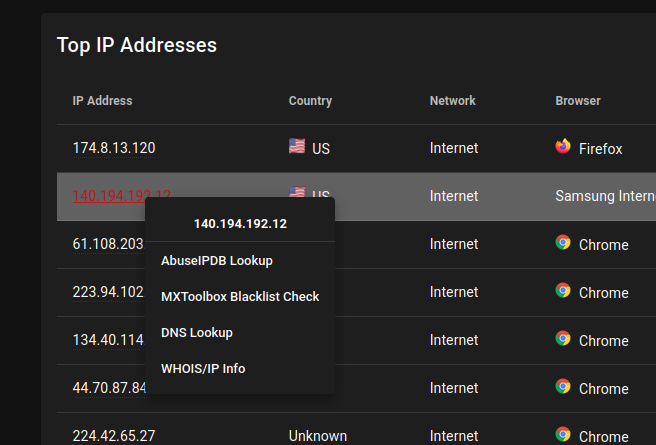 Top IP Addresses
IP Address Country Network Browser
174.8.13.120 US Internet Firefox
140.194.192.12 US Internet Samsung Intern
140.194.192.12
AbuseIPDB Lookup
MXToolbox Blacklist Check
DNS Lookup
WHOIS/IP Info
61.108.203 Internet Chrome
223.94.102 Internet Chrome
134.40.114 Internet Chrome
44.70.87.84 Internet Chrome
224.42.65.27 Unknown Internet Chrome